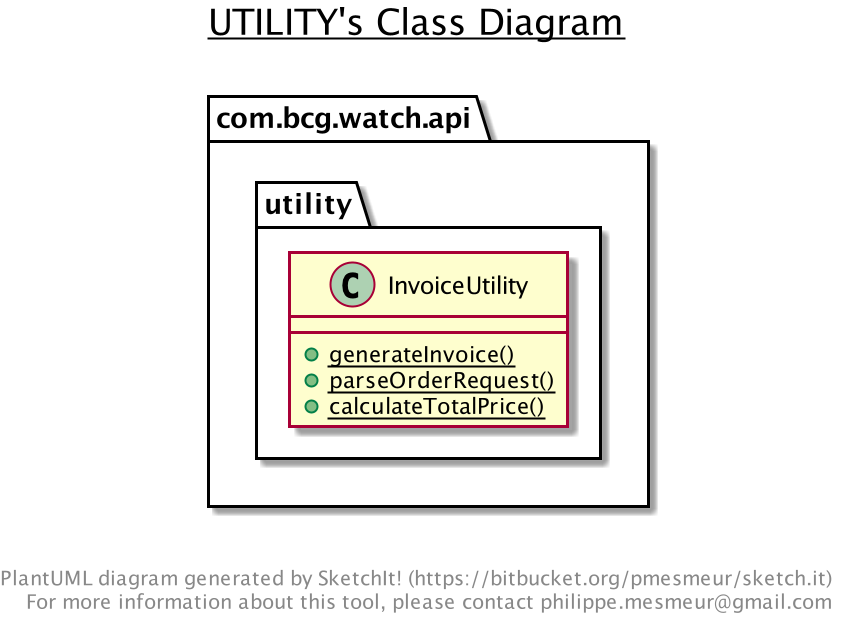 UTILITY's Class Diagram
com.bcg.watch.api
utility
C InvoiceUtility
generateInvoice()
parseOrderRequest()
calculateTotalPrice()
PlantUML diagram generated by SketchIt! (https://bitbucket.org/pmesmeur/sketch.it)
For more information about this tool, please contact philippe.mesmeur@gmail.com